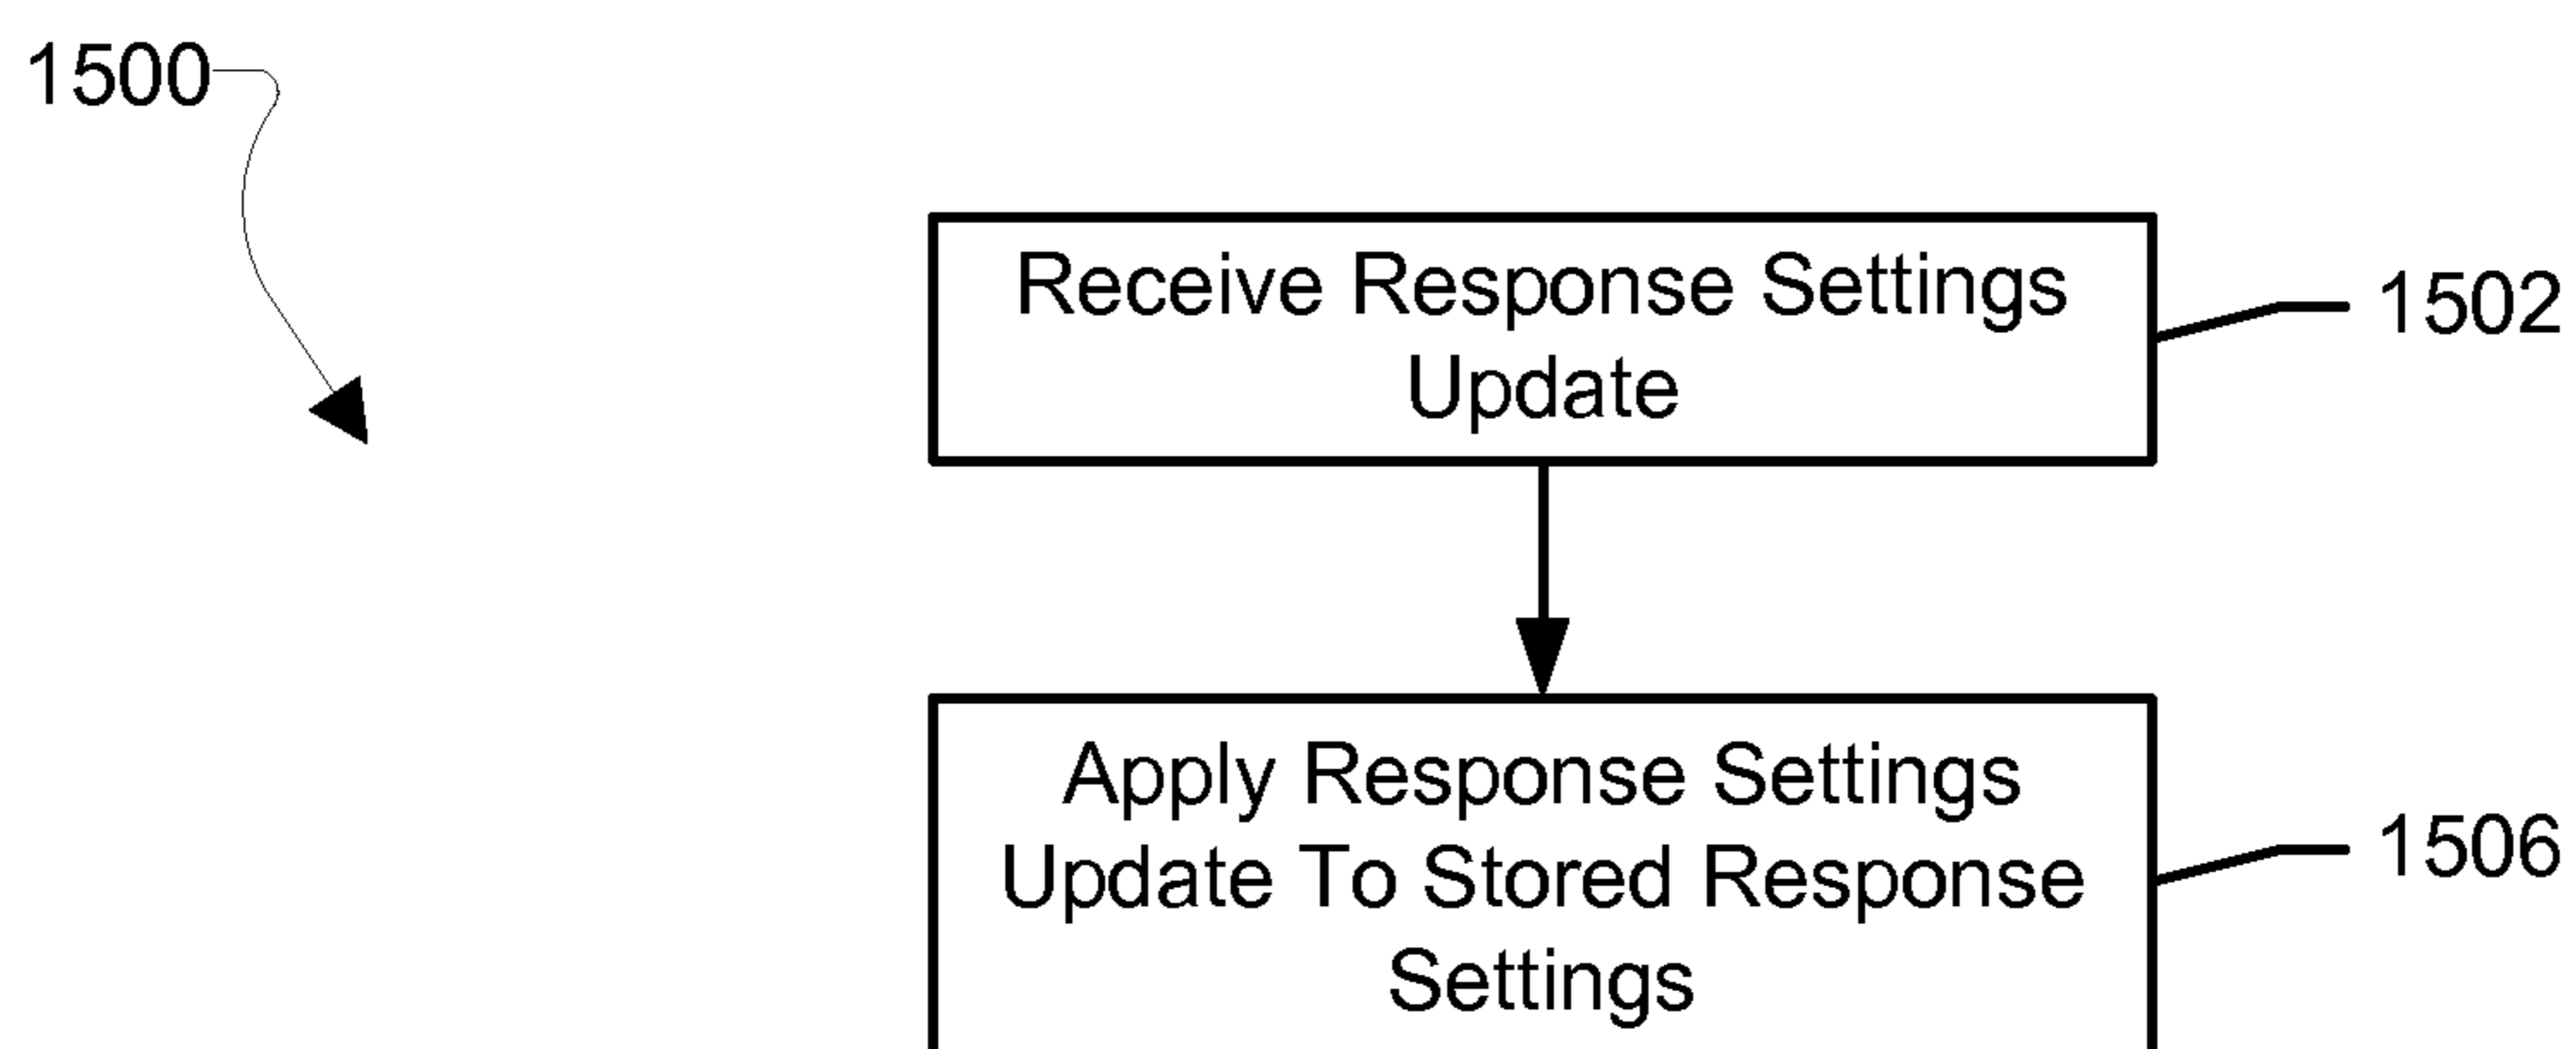 1500
Receive Response Settings
Update
1502
Apply Response Settings
Update To Stored Response
Settings
1506